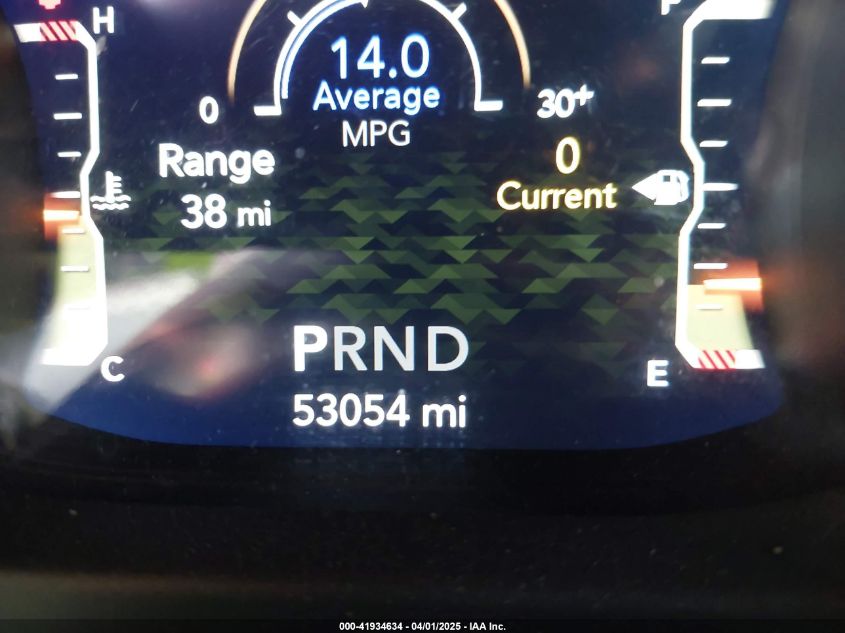 H
F
14.0
Average
MPG
0
30+
Range
38 mi
0
Current
PRND
C
E
53054 mi
000-41934634 - 04/01/2025 - IAA Inc.